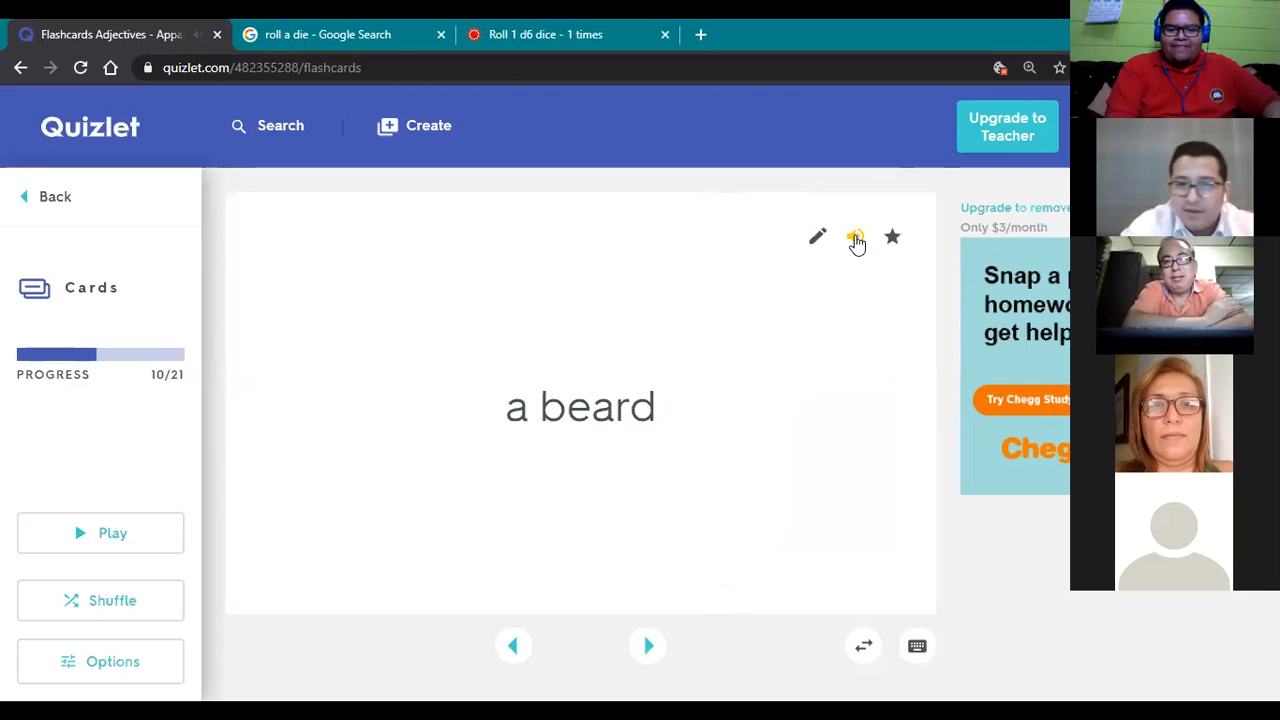 Flashcards Adjectives - Appa
roll a die - Google Search
Roll 1 d6 dice - 1 times
quizlet.com/482355288/flashcards
Quizlet
Search
Create
Upgrade to
Teacher
Back
Upgrade to remove
Only $3/month
Cards
Snap a
homewo
get help
PROGRESS 10/21
a beard
Try Chegg Study
Cheg
Play
Shuffle
Options